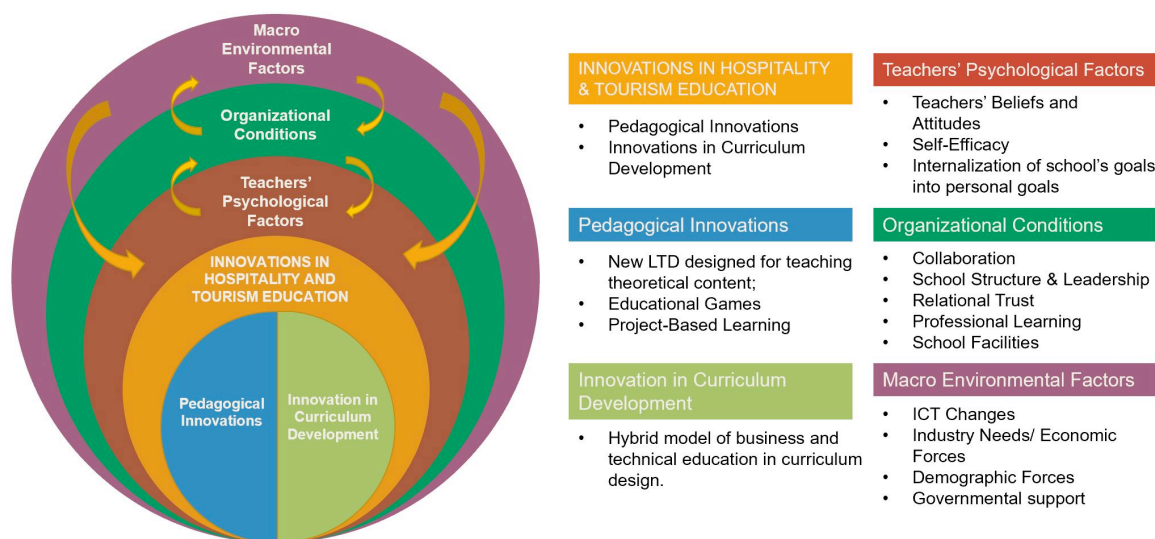 Macro
Environmental
Factors
Organizational
Conditions
Teachers’
Psychological
Factors
INNOVATIONS IN
HOSPITALITY AND
TOURISM EDUCATION
Pedagogical
Innovations
Innovation in
Curriculum
Development
INNOVATIONS IN HOSPITALITY
& TOURISM EDUCATION
• Pedagogical Innovations
• Innovations in Curriculum
Development
Pedagogical Innovations
• New LTD designed for teaching
theoretical content;
• Educational Games
• Project-Based Learning
Innovation in Curriculum
Development
• Hybrid model of business and
technical education in curriculum
design.
Teachers’ Psychological Factors
• Teachers’ Beliefs and
Attitudes
• Self-Efficacy
• Internalization of school’s goals
into personal goals
Organizational Conditions
• Collaboration
• School Structure & Leadership
• Relational Trust
• Professional Learning
• School Facilities
Macro Environmental Factors
• ICT Changes
• Industry Needs/ Economic
Forces
• Demographic Forces
• Governmental support